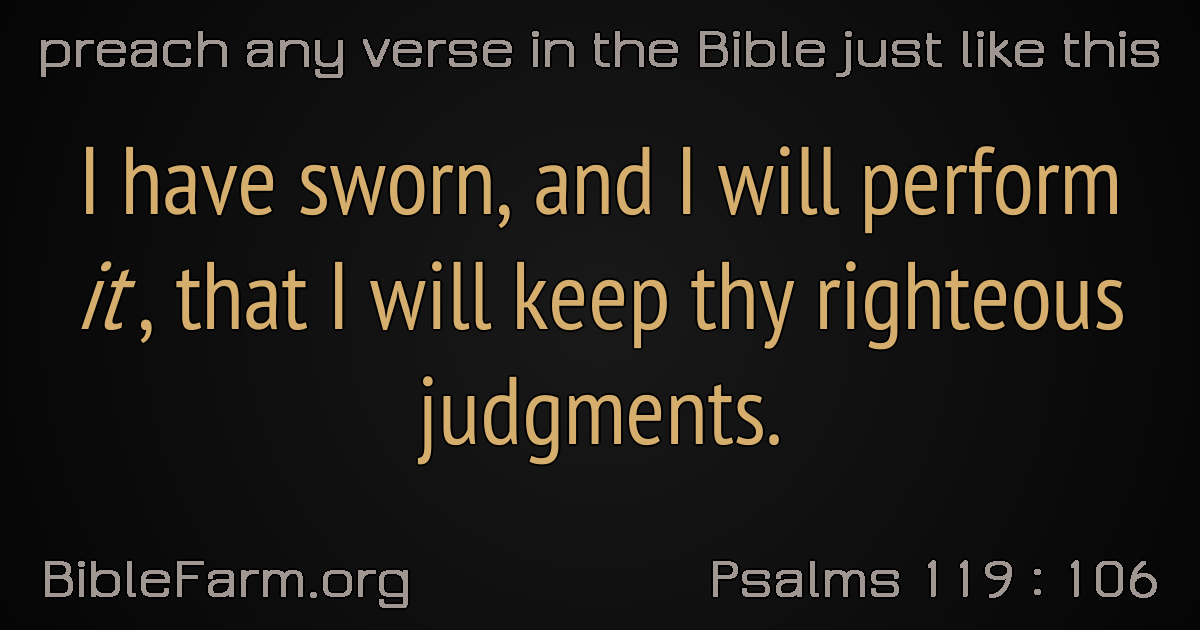 preach any verse in the Bible just like this
I have sworn, and I will perform
it, that I will keep thy righteous
judgments.
BibleFarm.org
Psalms 119 : 106